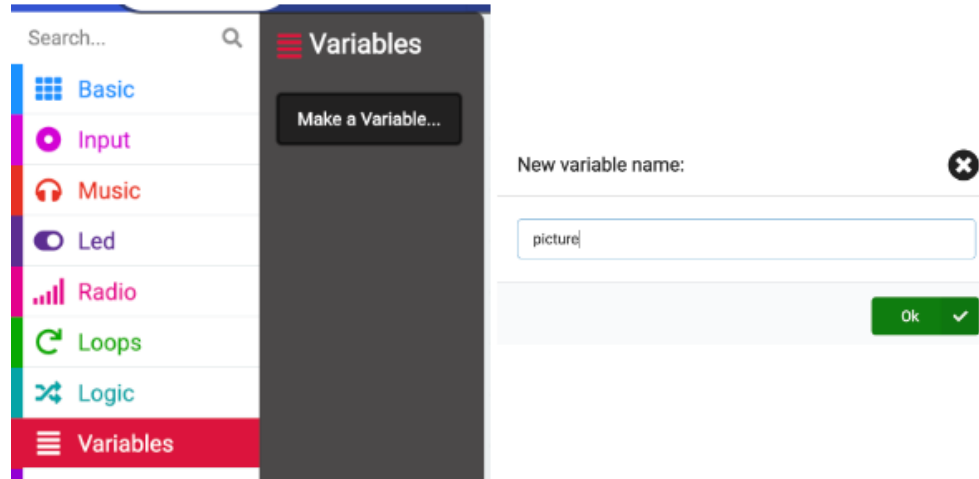 Search...
Basic
Input
Music
Led
Radio
Loops
Logic
Variables
Variables
Make a Variable...
New variable name:
picture
Ok